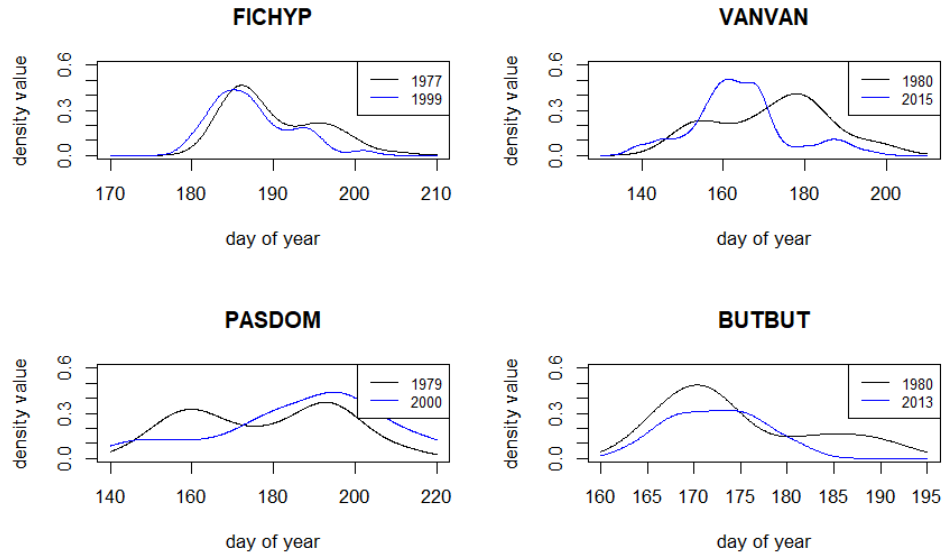 FICHYP
density value
0.0 0.3 0.6
1977
1999
170 180 190 200 210
day of year
VANVAN
density value
0.0 0.3 0.6
1980
2015
140 160 180 200
day of year
PASDOM
density value
0.0 0.3 0.6
1979
2000
140 160 180 200 220
day of year
BUTBUT
density value
0.0 0.3 0.6
1980
2013
160 165 170 175 180 185 190 195
day of year